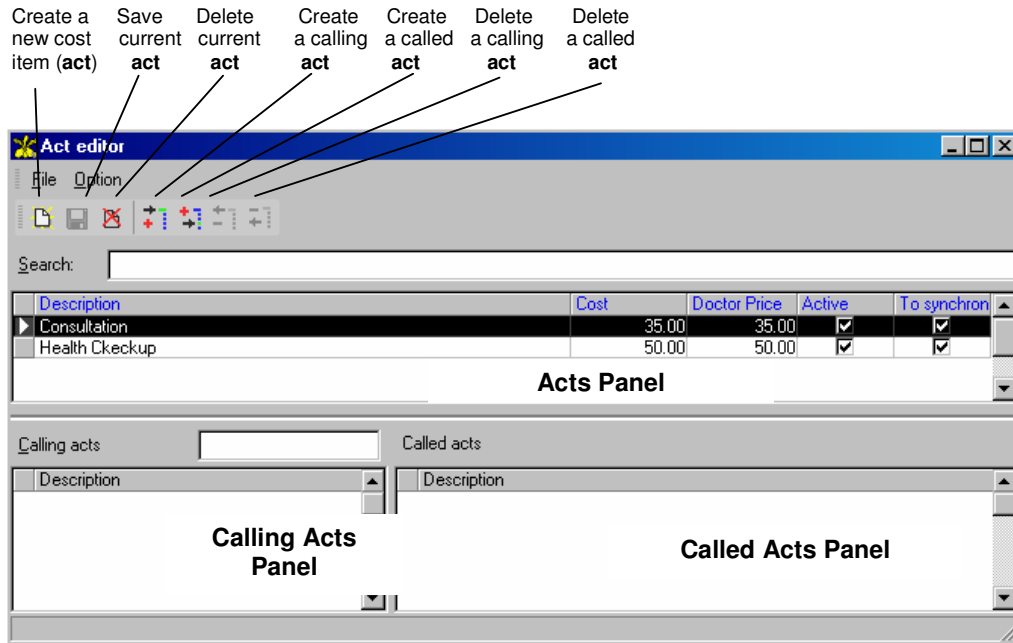 Create a Save Delete Create Create Delete Delete
new cost current current a calling a called a calling a called
item (act) act act act act act act
Act editor
File Option
Search:
Description Cost Doctor Price Active To synchron
Consultation 35.00 35.00
Health Ckeckup 50.00 50.00
Acts Panel
Calling acts Called acts
Description Description
Calling Acts
Panel
Called Acts Panel